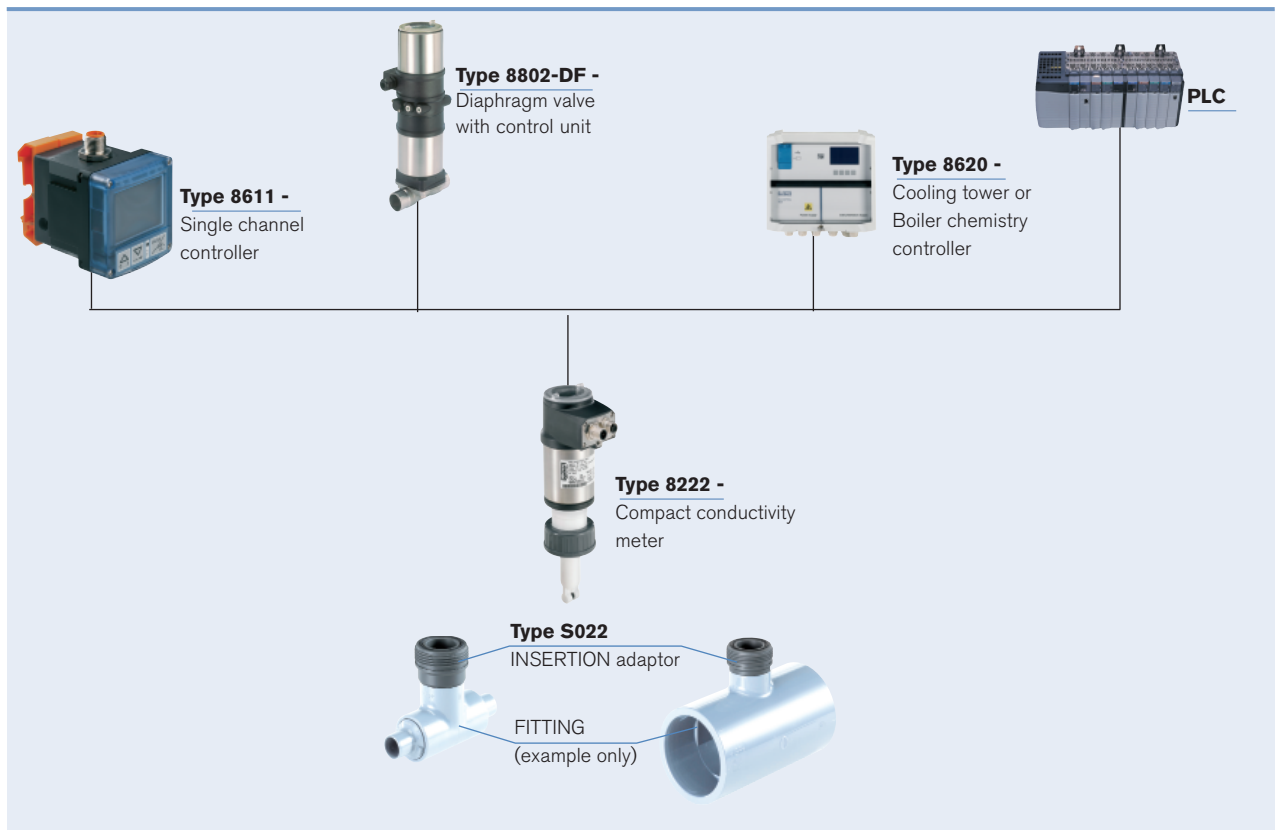 Type 8802-DF -
Diaphragm valve
with control unit
PLC
Type 8611 -
Single channel
controller
Type 8620 -
Cooling tower or
Boiler chemistry
controller
Type 8222 -
Compact conductivity
meter
Type S022
INSERTION adaptor
FITTING
(example only)